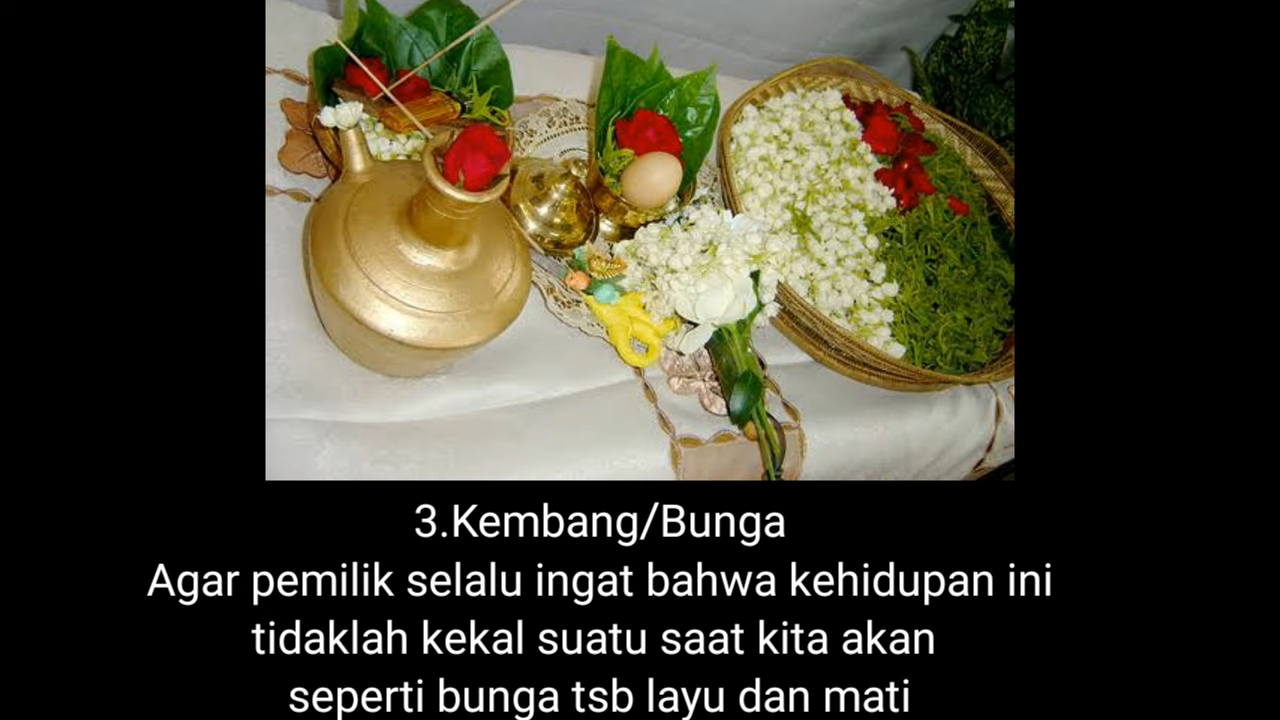 3.Kembang/Bunga
Agar pemilik selalu ingat bahwa kehidupan ini
tidaklah kekal suatu saat kita akan
seperti bunga tsb layu dan mati